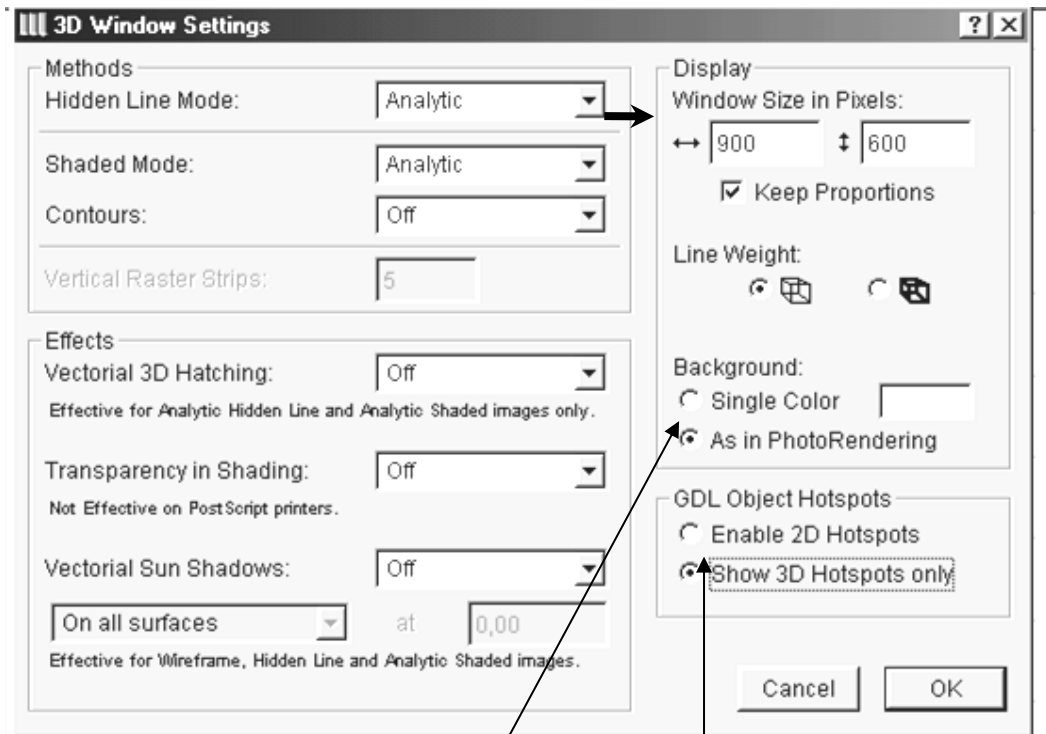 3D Window Settings
Methods
Hidden Line Mode: Analytic
Shaded Mode: Analytic
Contours: Off
Vertical Raster Strips: 5
Effects
Vectorial 3D Hatching: Off
Effective for Analytic Hidden Line and Analytic Shaded images only.
Transparency in Shading: Off
Not Effective on PostScript printers.
Vectorial Sun Shadows: Off
On all surfaces at 0,00
Effective for Wireframe, Hidden Line and Analytic Shaded images.
Display
Window Size in Pixels:
900 600
Keep Proportions
Line Weight:
Background:
Single Color
As in PhotoRendering
GDL Object Hotspots
Enable 2D Hotspots
Show 3D Hotspots only
Cancel OK